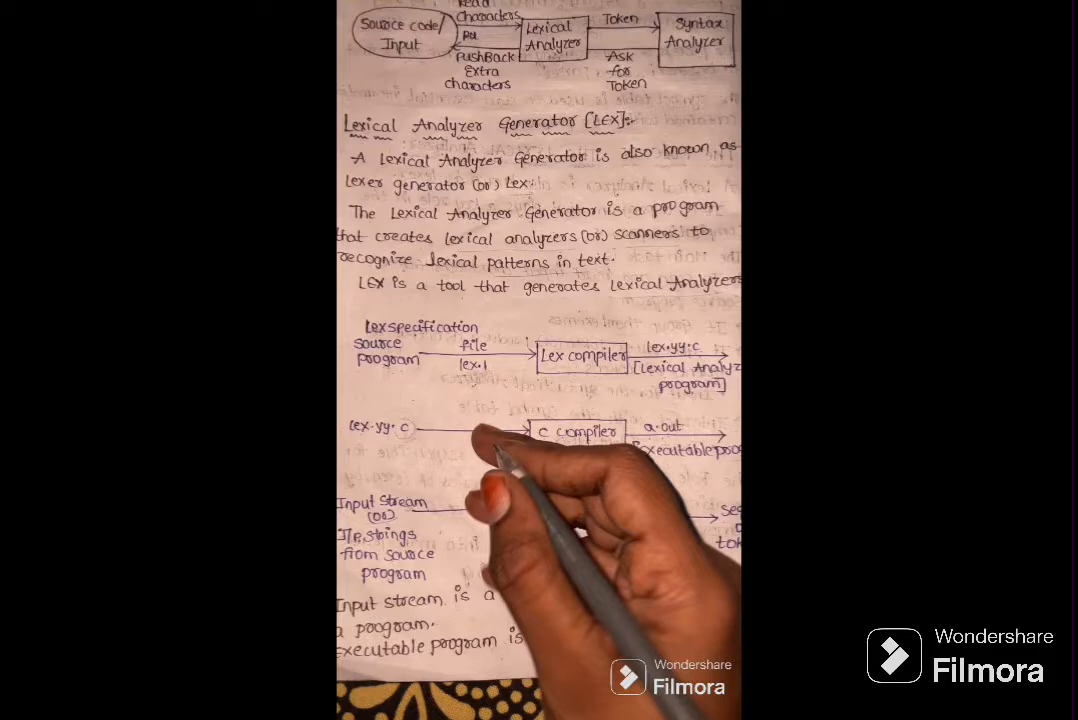 Read
Characters
Source code/
Input
Pu
PushBack
Extra
characters
Lexical
Analyzer
Token
Ask
for
Token
Syntax
Analyzer
Lexical Analyzer Generator [LEX]:-
A Lexical Analyzer Generator is also known as
lexer generator (or) Lex.
The Lexical Analyzer Generator is a program
that creates lexical analyzers (or) scanners to
recognize lexical patterns in text.
LEX is a tool that generates Lexical Analyzers
Lex specification
source
program
file
lex.l
Lex compiler
lex.yy.c
[Lexical Analyz
program]
lex.yy.c
C compiler
a.out
Executable prog
Input Stream
(or)
I/P strings
from source
program
sec
tok
Input stream is a
a program.
Executable program is
Wondershare
Filmora
Wondershare
Filmora